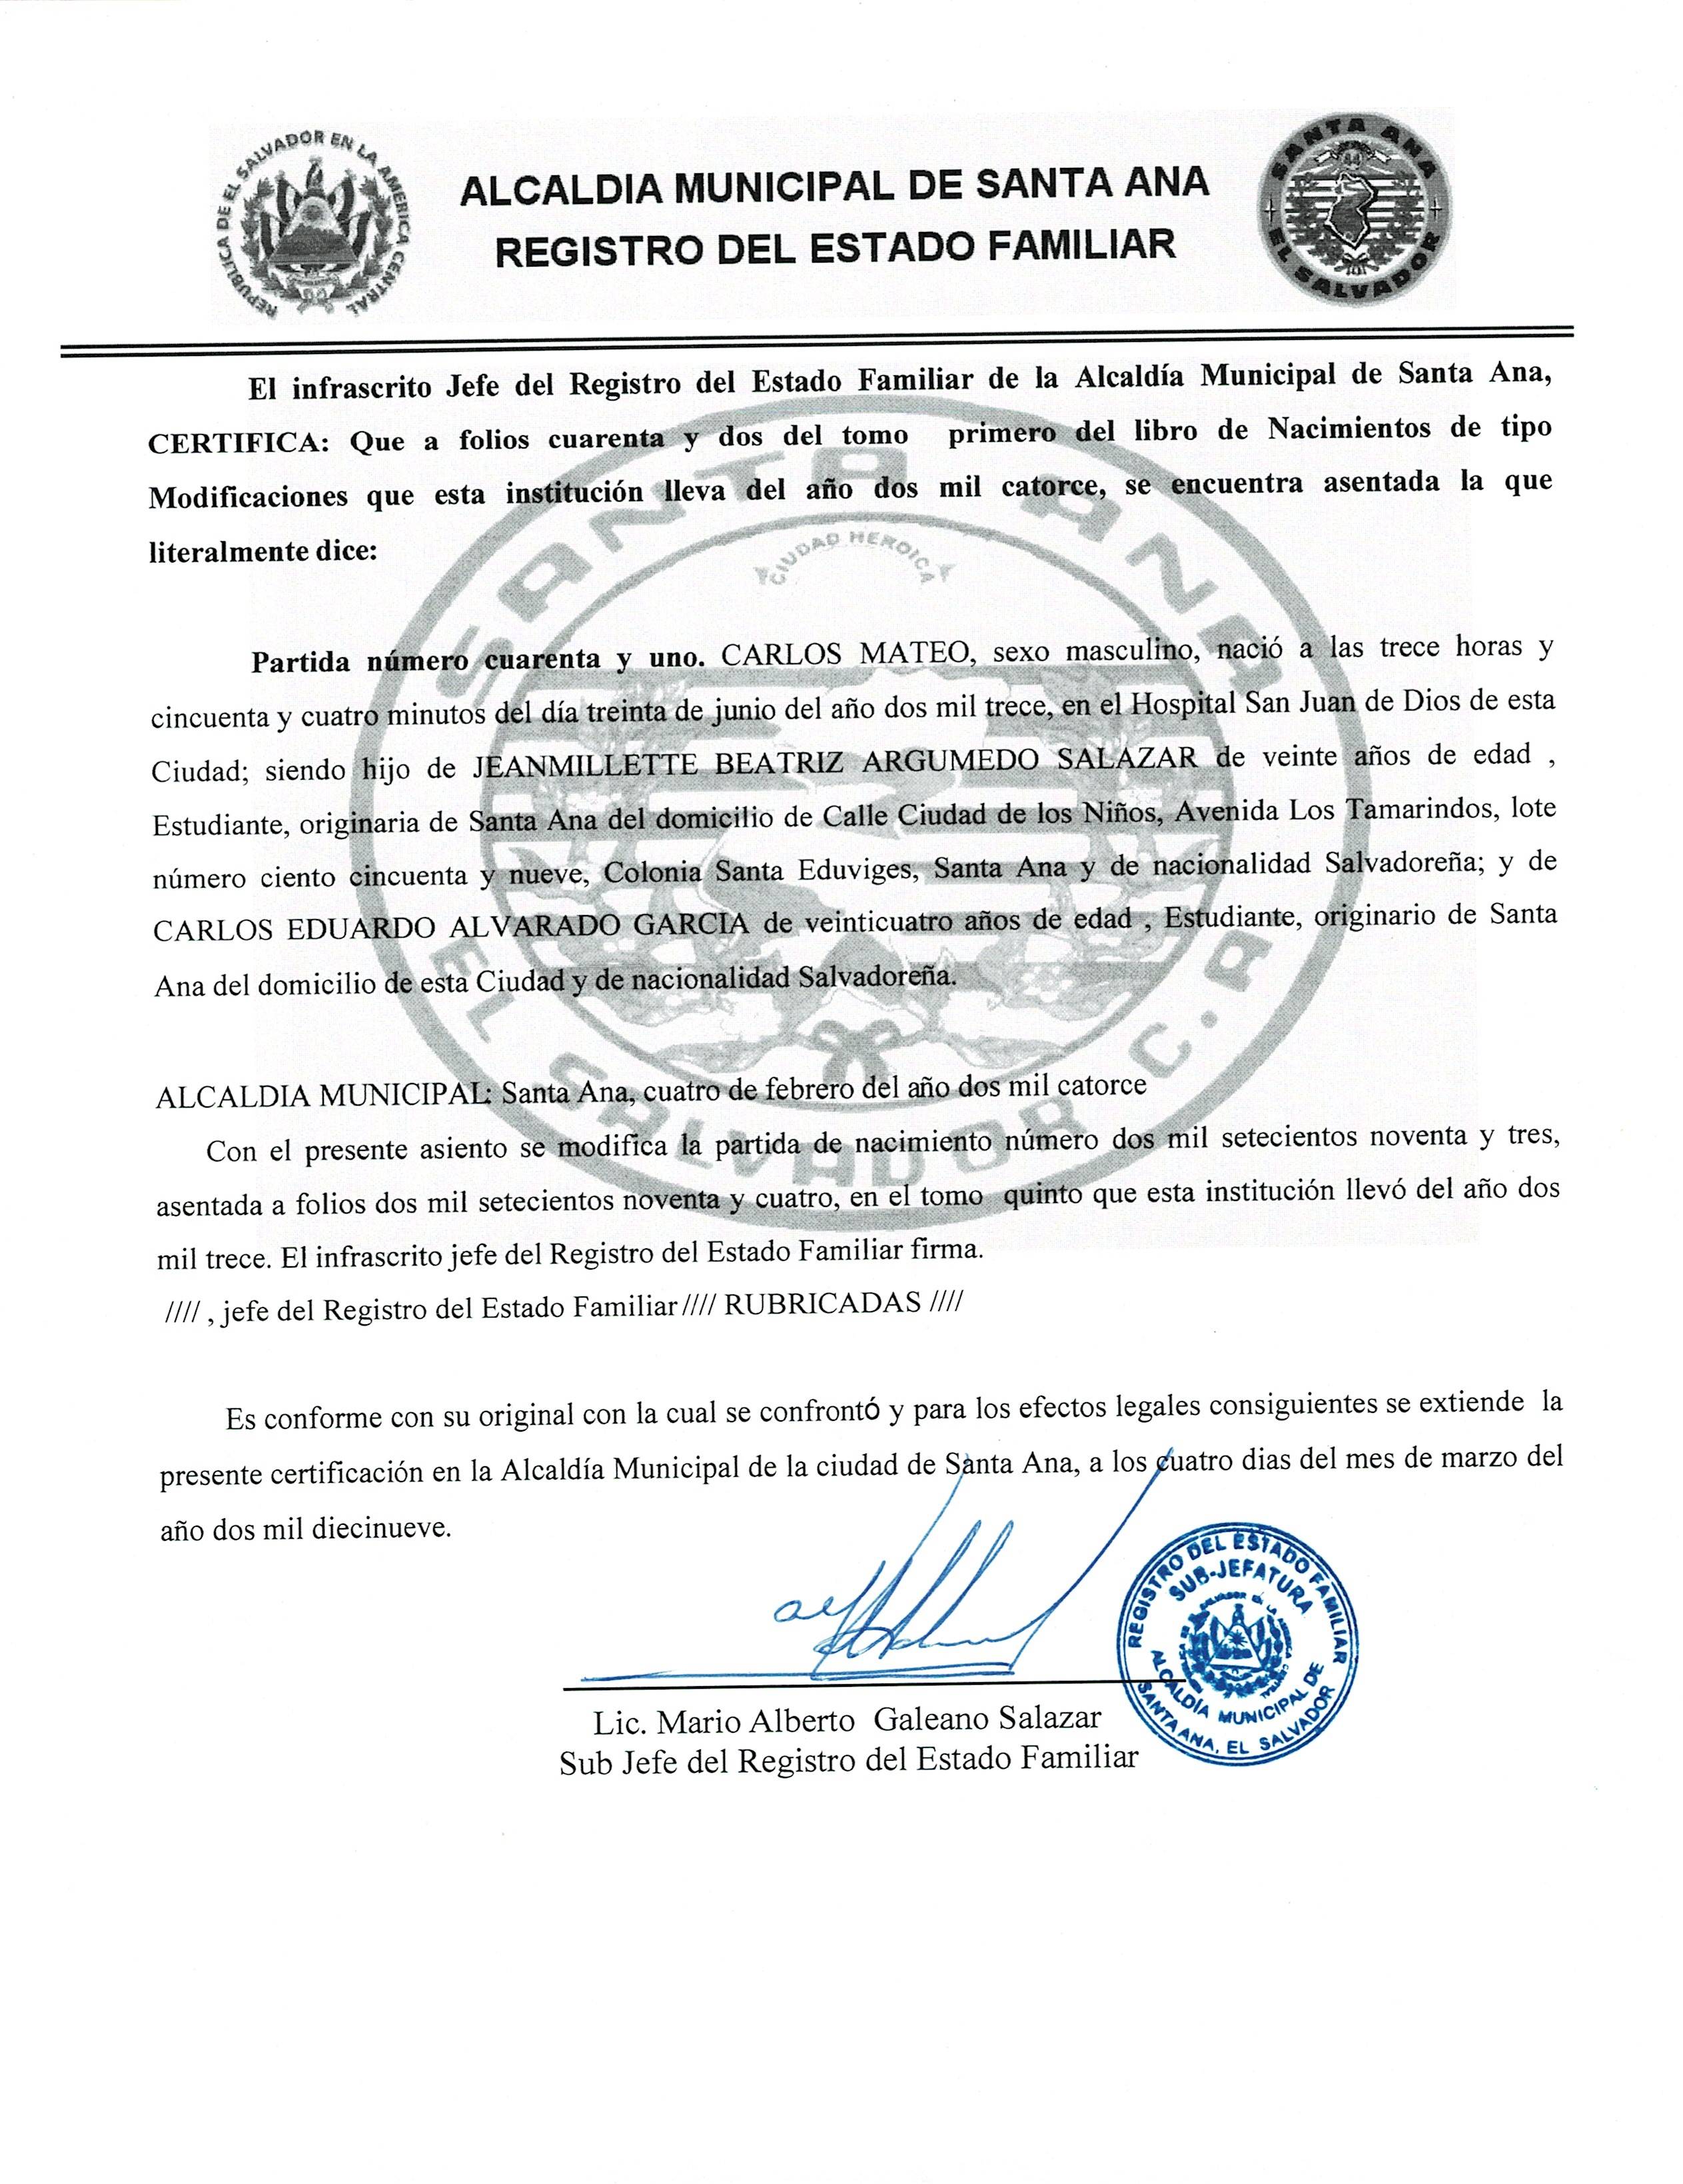 REPUBLICA DE EL SALVADOR EN LA AMERICA CENTRAL
ALCALDIA MUNICIPAL DE SANTA ANA
REGISTRO DEL ESTADO FAMILIAR
SANTA ANA
EL SALVADOR
El infrascrito Jefe del Registro del Estado Familiar de la Alcaldía Municipal de Santa Ana,
CERTIFICA: Que a folios cuarenta y dos del tomo primero del libro de Nacimientos de tipo
Modificaciones que esta institución lleva del año dos mil catorce, se encuentra asentada la que
literalmente dice:
SANTA ANA
CIUDAD HEROICA
EL SALVADOR C.A
Partida número cuarenta y uno. CARLOS MATEO, sexo masculino, nació a las trece horas y
cincuenta y cuatro minutos del día treinta de junio del año dos mil trece, en el Hospital San Juan de Dios de esta
Ciudad; siendo hijo de JEANMILLETTE BEATRIZ ARGUMEDO SALAZAR de veinte años de edad ,
Estudiante, originaria de Santa Ana del domicilio de Calle Ciudad de los Niños, Avenida Los Tamarindos, lote
número ciento cincuenta y nueve, Colonia Santa Eduviges, Santa Ana y de nacionalidad Salvadoreña; y de
CARLOS EDUARDO ALVARADO GARCIA de veinticuatro años de edad , Estudiante, originario de Santa
Ana del domicilio de esta Ciudad y de nacionalidad Salvadoreña.
ALCALDIA MUNICIPAL: Santa Ana, cuatro de febrero del año dos mil catorce
Con el presente asiento se modifica la partida de nacimiento número dos mil setecientos noventa y tres,
asentada a folios dos mil setecientos noventa y cuatro, en el tomo quinto que esta institución llevó del año dos
mil trece. El infrascrito jefe del Registro del Estado Familiar firma.
//// , jefe del Registro del Estado Familiar //// RUBRICADAS ////
Es conforme con su original con la cual se confrontó y para los efectos legales consiguientes se extiende la
presente certificación en la Alcaldía Municipal de la ciudad de Santa Ana, a los cuatro dias del mes de marzo del
año dos mil diecinueve.
REGISTRO DEL ESTADO FAMILIAR
SUB-JEFATURA
ALCALDÍA MUNICIPAL DE
SANTA ANA, EL SALVADOR
Lic. Mario Alberto Galeano Salazar
Sub Jefe del Registro del Estado Familiar